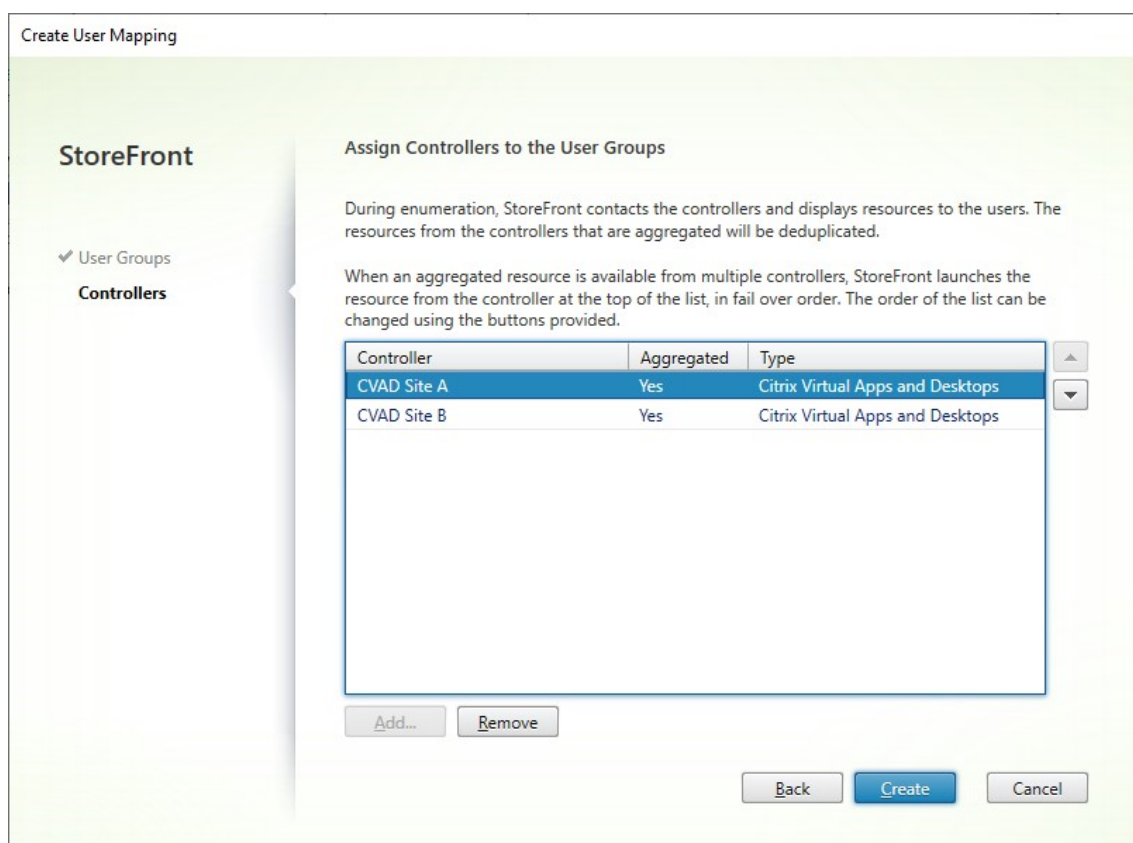 Create User Mapping
StoreFront
User Groups
Controllers
Assign Controllers to the User Groups
During enumeration, StoreFront contacts the controllers and displays resources to the users. The
resources from the controllers that are aggregated will be deduplicated.
When an aggregated resource is available from multiple controllers, StoreFront launches the
resource from the controller at the top of the list, in fail over order. The order of the list can be
changed using the buttons provided.
Controller Aggregated Type
CVAD Site A Yes Citrix Virtual Apps and Desktops
CVAD Site B Yes Citrix Virtual Apps and Desktops
Add... Remove
Back Create Cancel